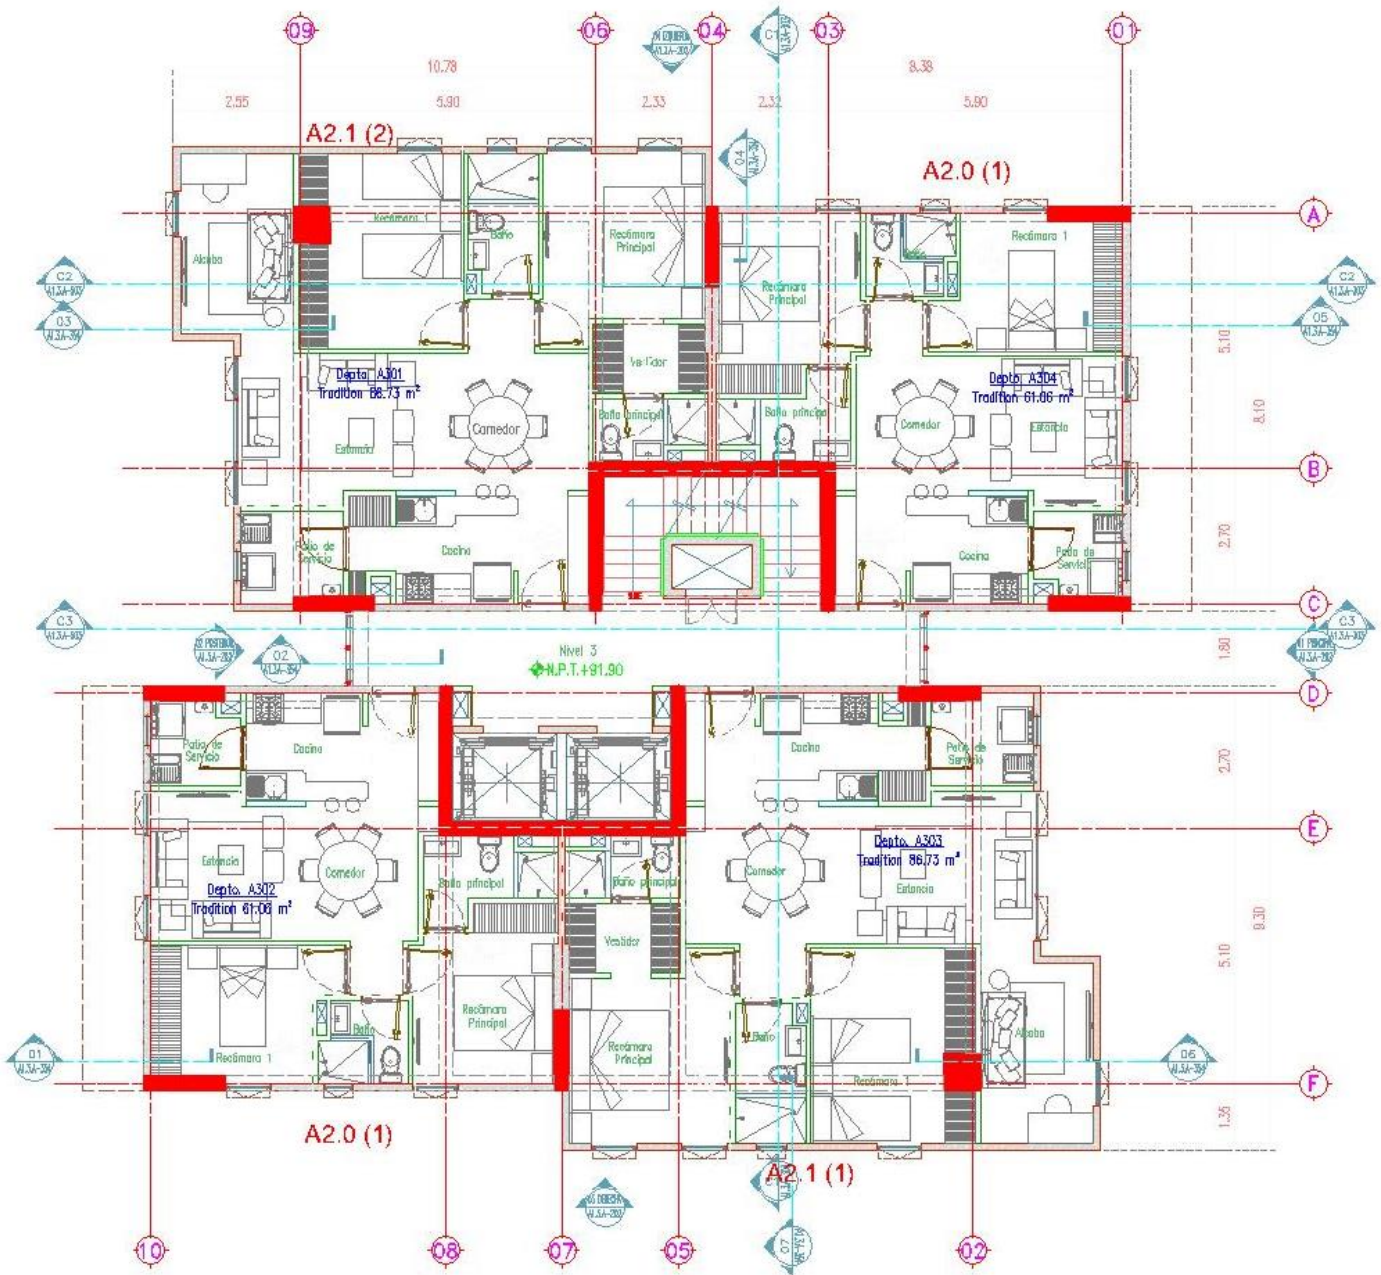 09
06
04
C1
03
01
10.78
8.38
2.55
5.90
2.33
2.32
5.90
A2.1 (2)
04
A2.0 (1)
A
Recámara 1
Baño
Recámara
Principal
Recámara 1
Alcoba
C2
C2
Recámara
Principal
03
05
5.10
Vestidor
Depto. A301
Tradition 86.73 m²
Depto. A304
Tradition 61.06 m²
8.10
Baño principal
Baño principal
Comedor
Comedor
Estancia
Estancia
B
Patio de
Servicio
Cocina
Cocina
Patio de
Servicio
2.70
C
C3
C3
02
Nivel 3
N.P.T.+91.90
1.80
D
Patio de
Servicio
Cocina
Cocina
Patio de
Servicio
2.70
E
Estancia
Comedor
Comedor
Depto. A303
Tradition 86.73 m²
Estancia
Depto. A302
Tradition 61.06 m²
Baño principal
Baño principal
9.30
Vestidor
5.10
Recámara
Principal
Baño
Recámara 1
Recámara
Principal
Baño
Alcoba
Recámara 1
01
06
F
1.35
A2.0 (1)
A2.1 (1)
07
10
08
07
05
02